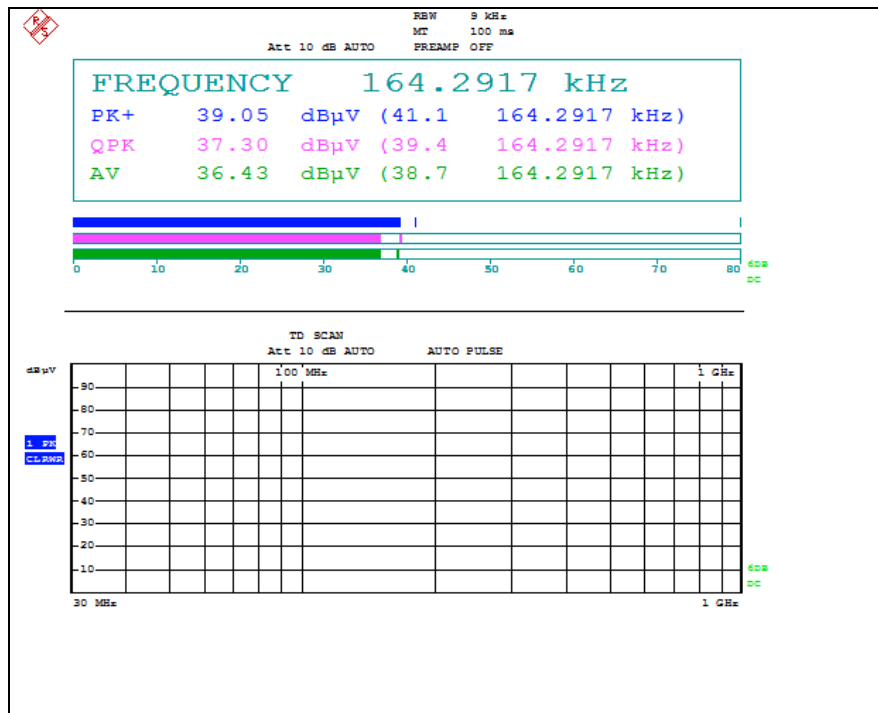 RBW 9 kHz
MT 100 ms
Att 10 dB AUTO PREAMP OFF
FREQUENCY 164.2917 kHz
PK+ 39.05 dBµV (41.1 164.2917 kHz)
QPK 37.30 dBµV (39.4 164.2917 kHz)
AV 36.43 dBµV (38.7 164.2917 kHz)
0 10 20 30 40 50 60 70 80
6DB
DC
TD SCAN
Att 10 dB AUTO AUTO PULSE
dBµV
100 MHz 1 GHz
90
80
70
1 PK
CLRWR
60
50
40
30
20
10
6DB
DC
30 MHz 1 GHz